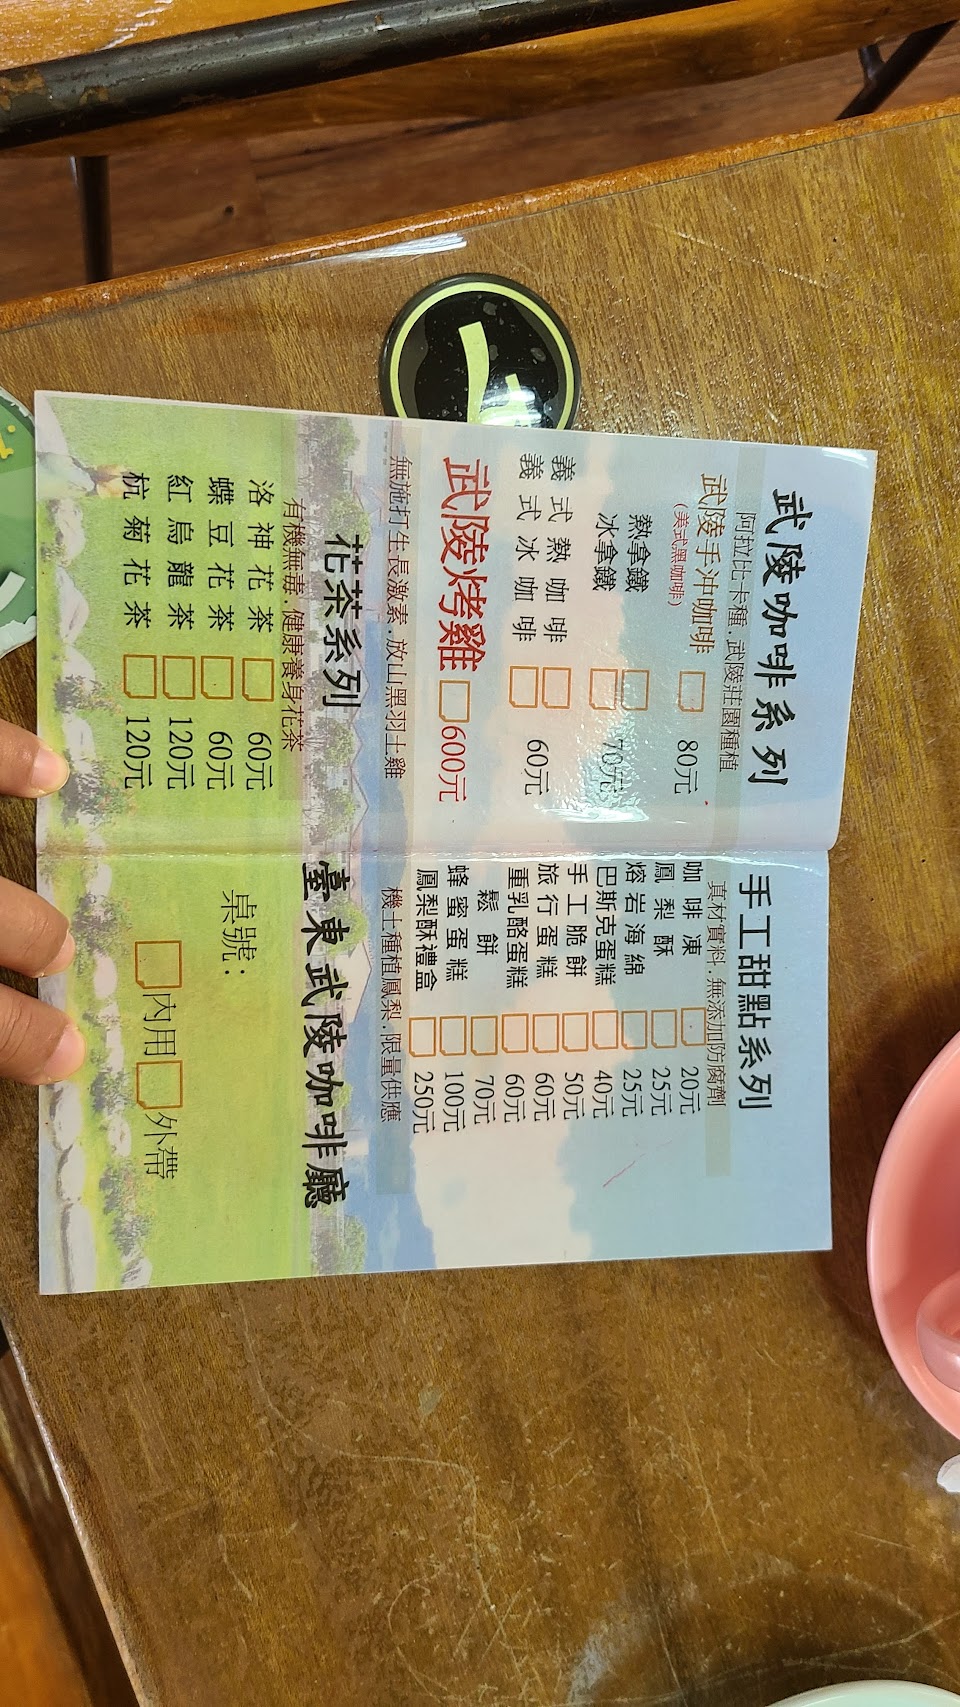 武陵咖啡系列
阿拉比卡種.武陵莊園種植
武陵手沖咖啡 80元
(美式黑咖啡)
熱拿鐵
冰拿鐵 70元
義式熱咖啡
義式冰咖啡 60元
武陵烤雞 600元
無施打生長激素.放山黑羽土雞
花茶系列
有機無毒.健康養身花茶
洛神花茶 60元
蝶豆花茶 60元
紅烏龍茶 120元
杭菊花茶 120元
手工甜點系列
真材實料.無添加防腐劑
咖啡凍 20元
鳳梨酥 25元
熔岩海綿 25元
巴斯克蛋糕 40元
手工脆餅 50元
旅行蛋糕 60元
重乳酪蛋糕 60元
鬆餅 70元
蜂蜜蛋糕 100元
鳳梨酥禮盒 250元
機土種植鳳梨.限量供應
臺東武陵咖啡廳
桌號:
內用 外帶